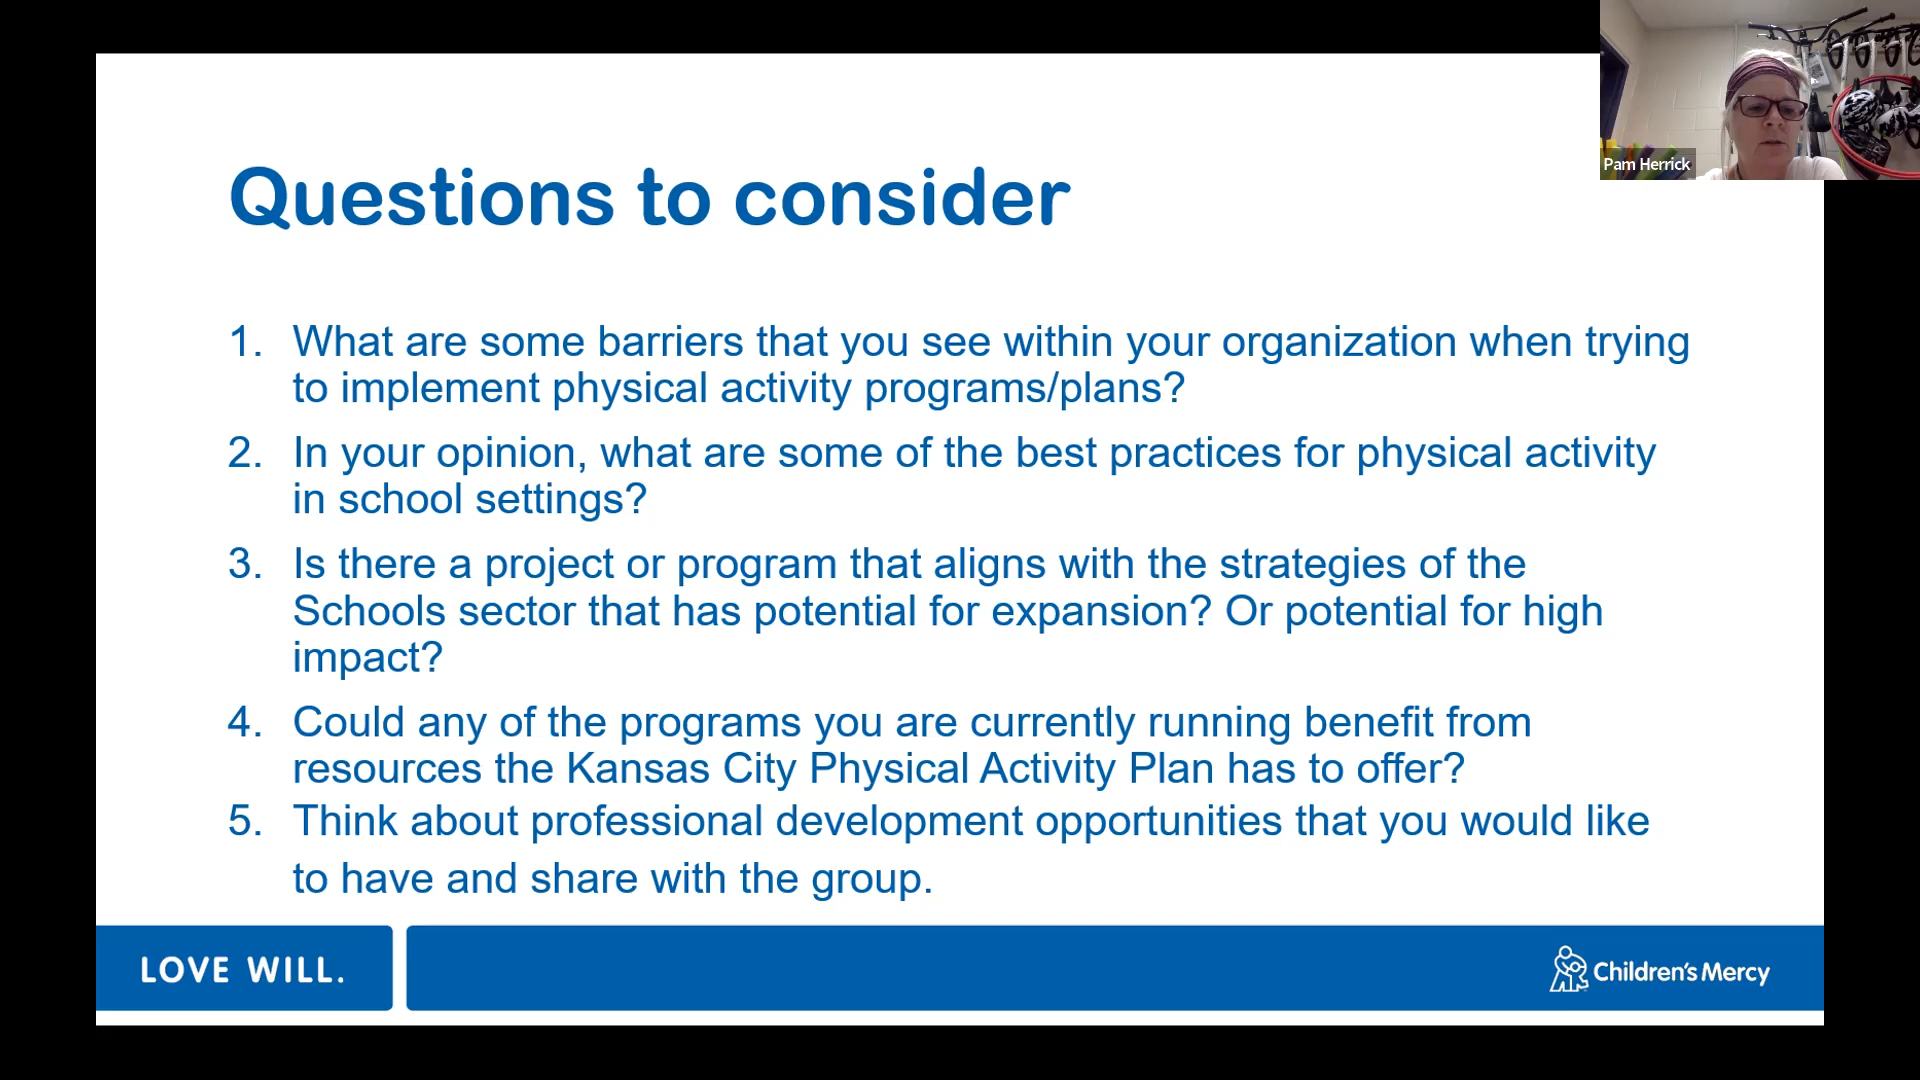 Pam Herrick
Questions to consider
1. What are some barriers that you see within your organization when trying
to implement physical activity programs/plans?
2. In your opinion, what are some of the best practices for physical activity
in school settings?
3. Is there a project or program that aligns with the strategies of the
Schools sector that has potential for expansion? Or potential for high
impact?
4. Could any of the programs you are currently running benefit from
resources the Kansas City Physical Activity Plan has to offer?
5. Think about professional development opportunities that you would like
to have and share with the group.
LOVE WILL.
Children's Mercy